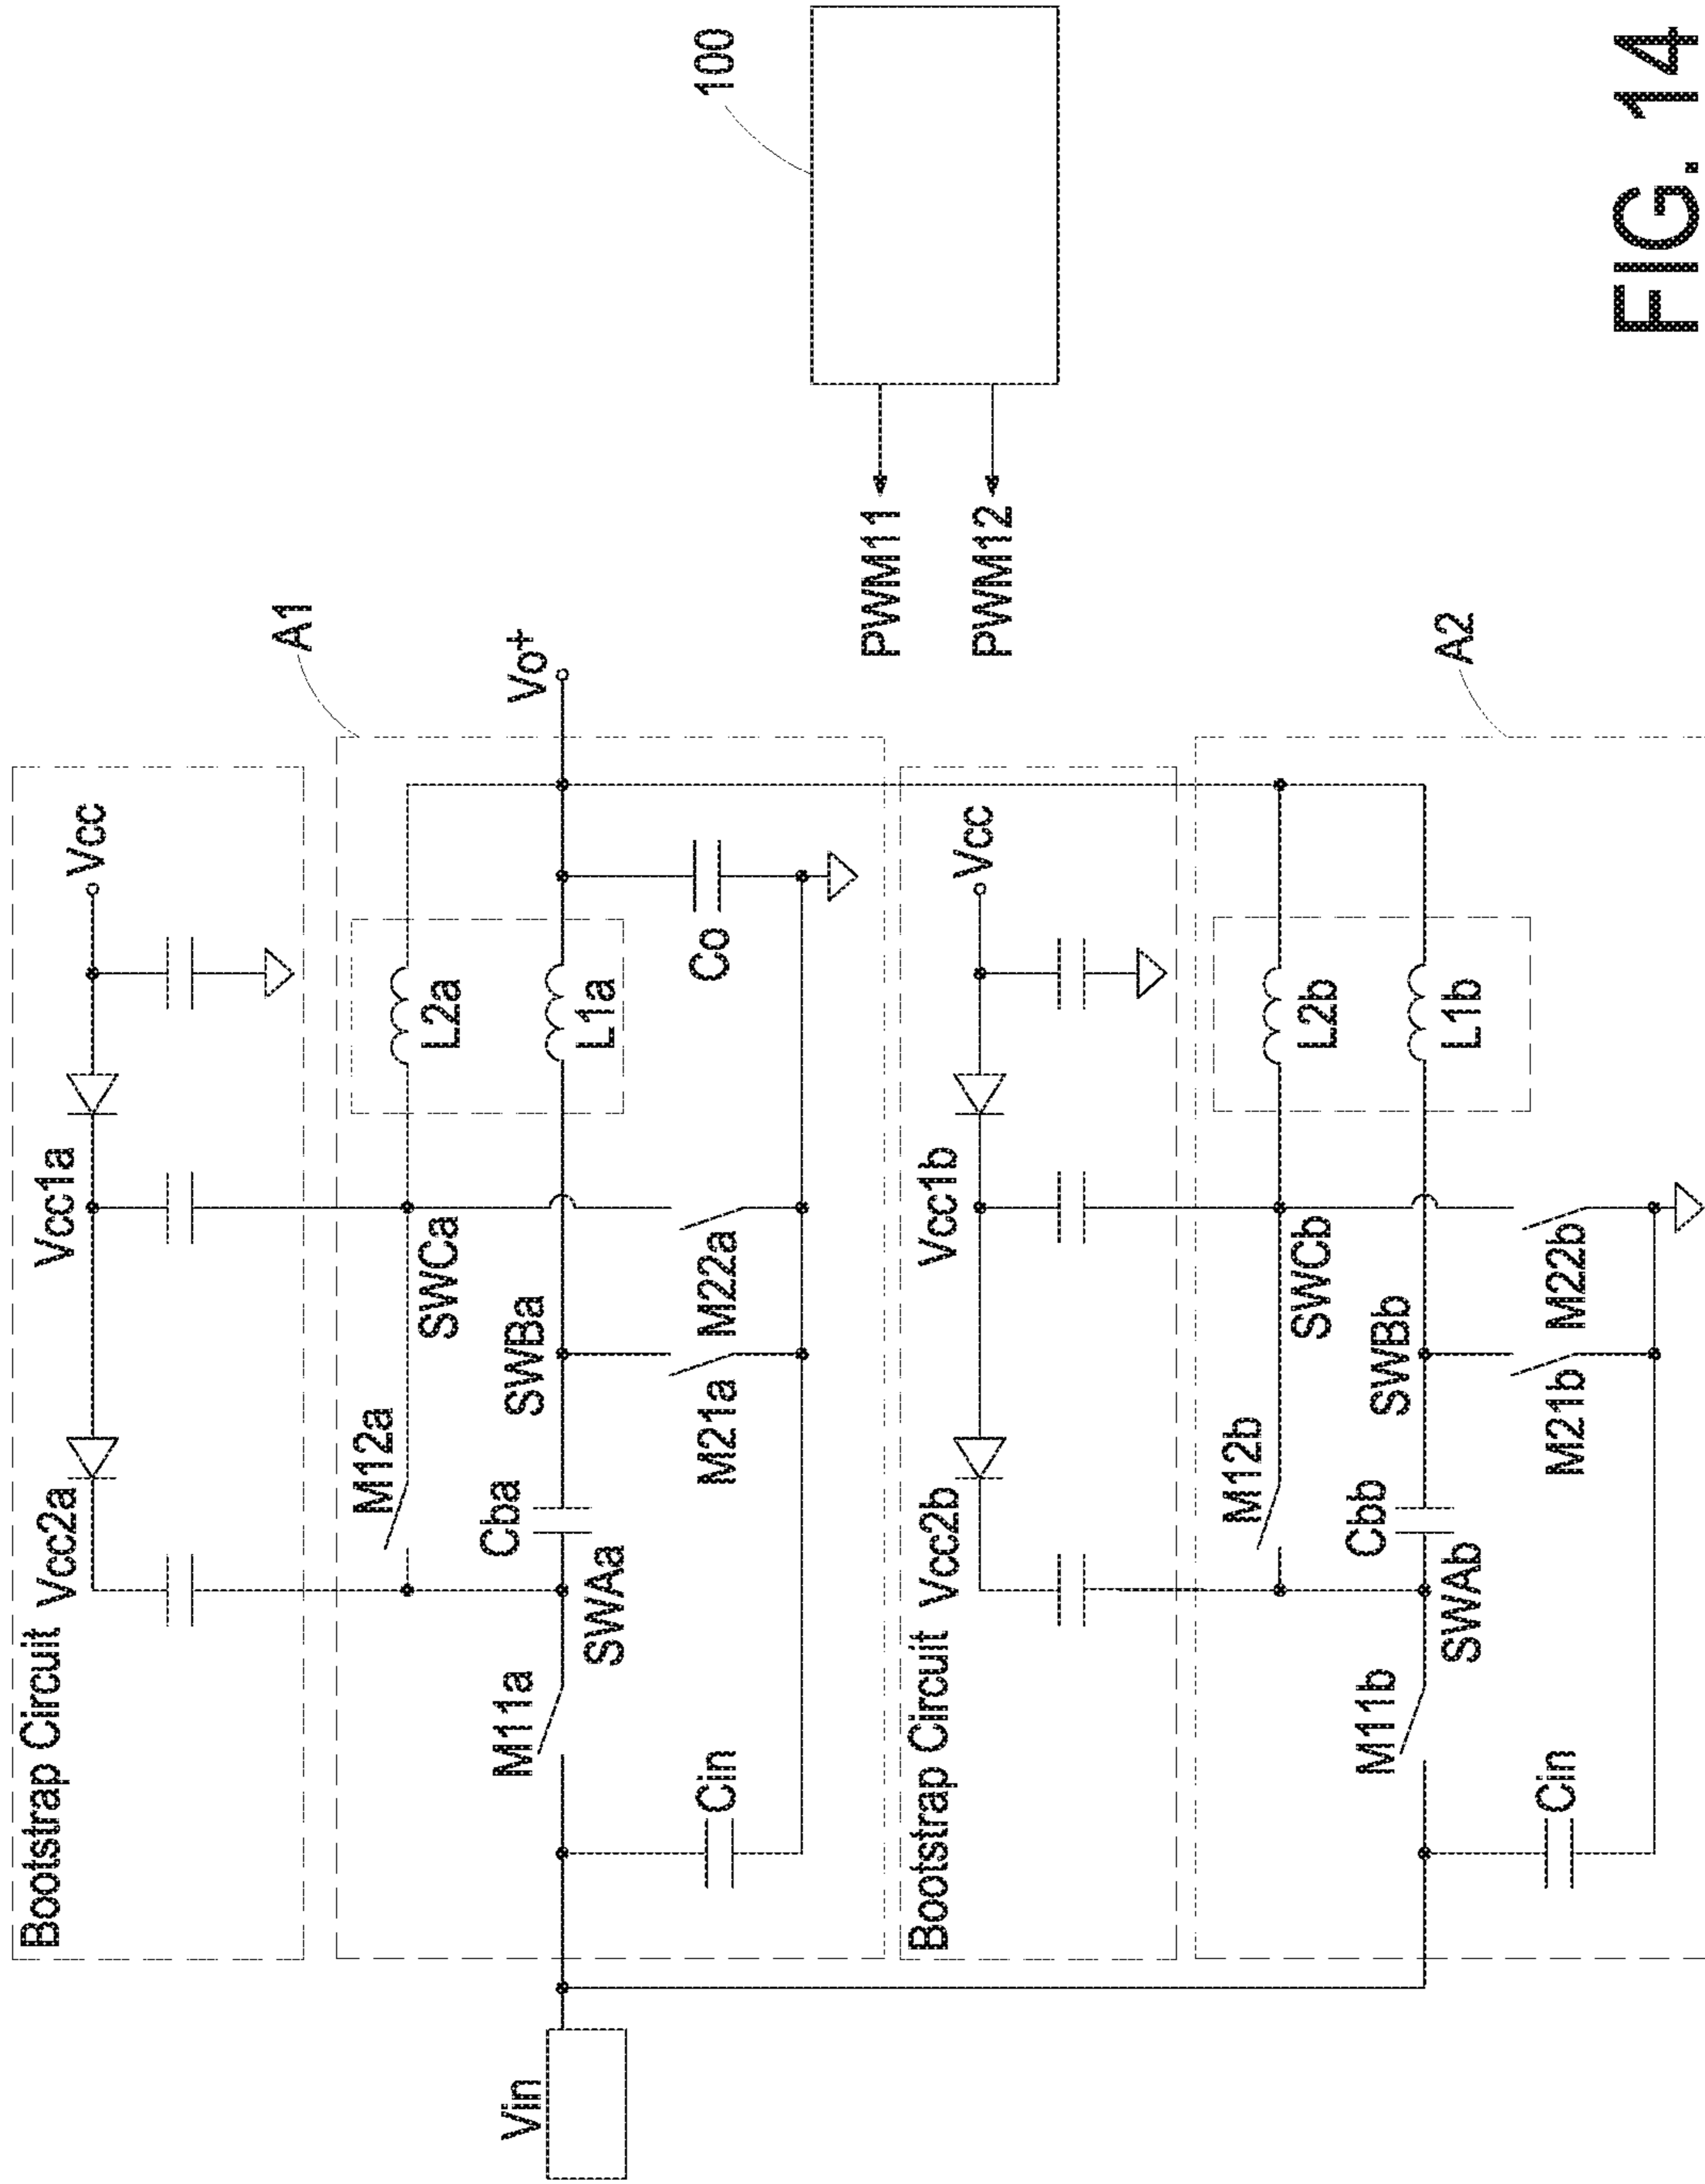 Bootstrap Circuit
Vcc2a
Vcc1a
Vcc
A1
100
M12a
SWCa
L2a
Vo+
Vin
M11a
Cba
SWAa
SWBa
L1a
Cin
M21a
M22a
Co
PWM11
PWM12
Bootstrap Circuit
Vcc2b
Vcc1b
Vcc
A2
M12b
SWCb
L2b
M11b
Cbb
SWAb
SWBb
L1b
Cin
M21b
M22b
FIG. 14